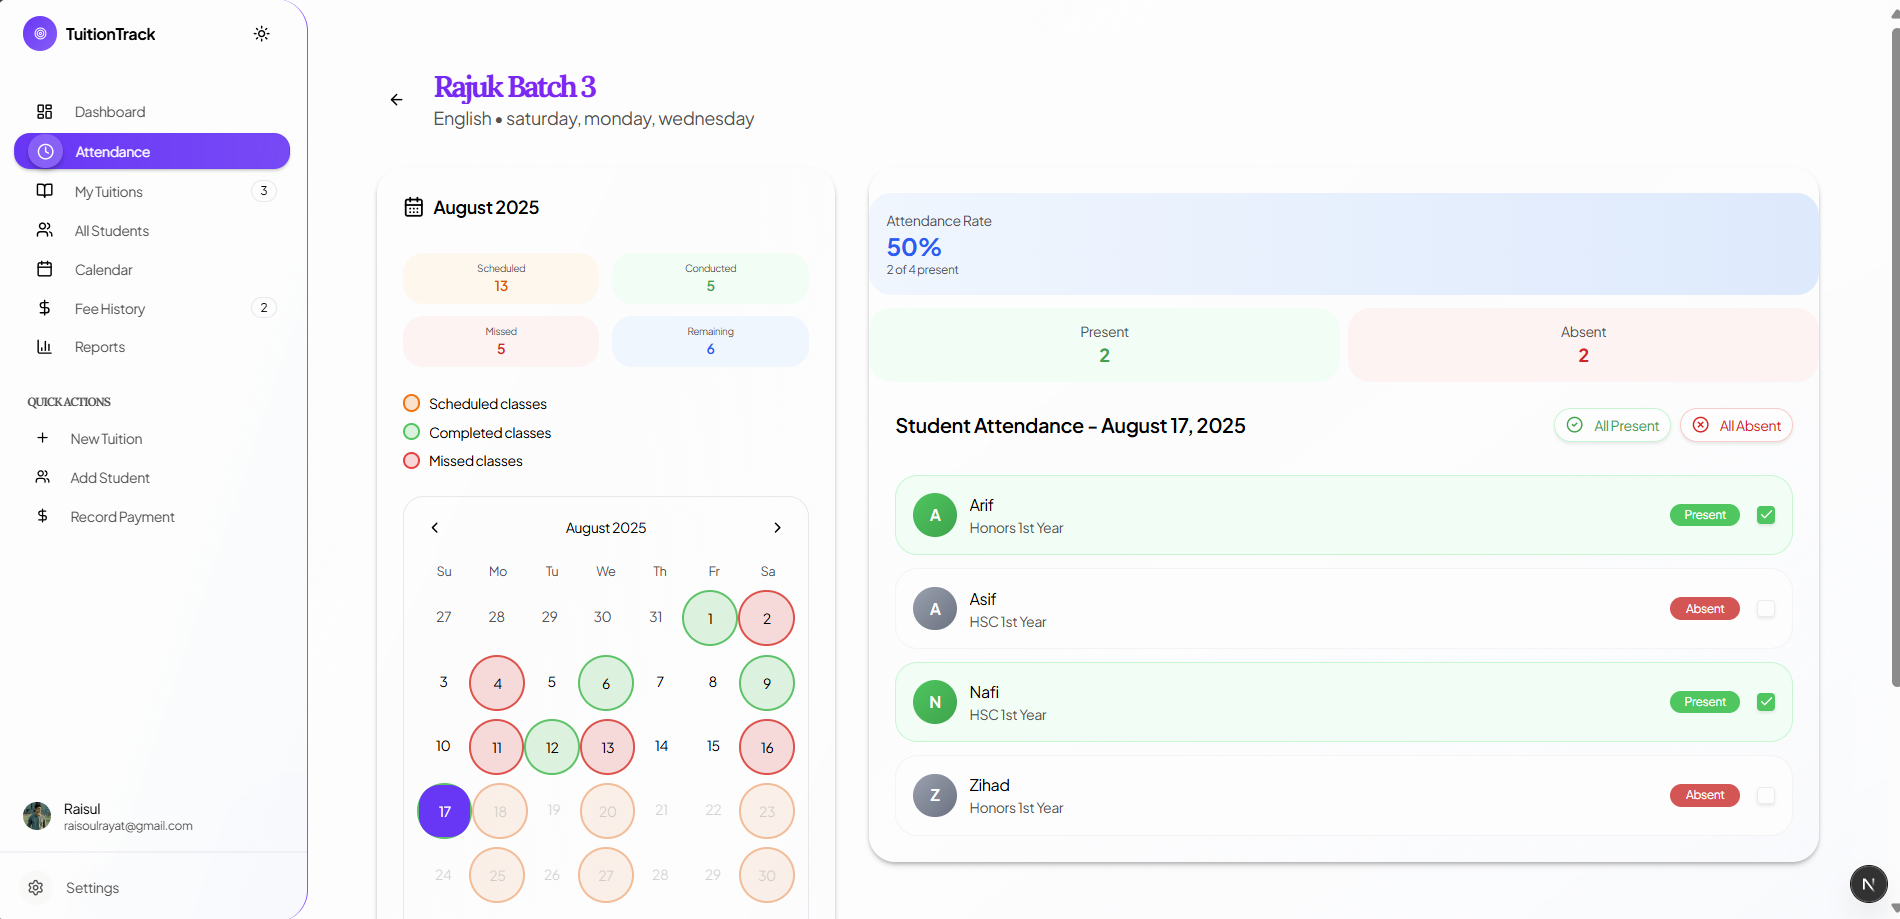 TuitionTrack
Dashboard
Attendance
My Tuitions 3
All Students
Calendar
Fee History 2
Reports
QUICK ACTIONS
New Tuition
Add Student
Record Payment
Raisul
raisoulrayat@gmail.com
Settings
Rajuk Batch 3
English • saturday, monday, wednesday
August 2025
Scheduled
13
Conducted
5
Missed
5
Remaining
6
Scheduled classes
Completed classes
Missed classes
August 2025
Su Mo Tu We Th Fr Sa
27 28 29 30 31 1 2
3 4 5 6 7 8 9
10 11 12 13 14 15 16
17 18 19 20 21 22 23
24 25 26 27 28 29 30
Attendance Rate
50%
2 of 4 present
Present
2
Absent
2
Student Attendance - August 17, 2025
All Present
All Absent
A
Arif
Honors 1st Year
Present
A
Asif
HSC 1st Year
Absent
N
Nafi
HSC 1st Year
Present
Z
Zihad
Honors 1st Year
Absent
N